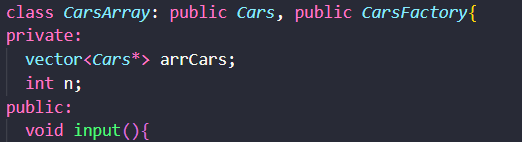 class CarsArray: public Cars, public CarsFactory{
private:
  vector<Cars*> arrCars;
  int n;
public:
  void input(){